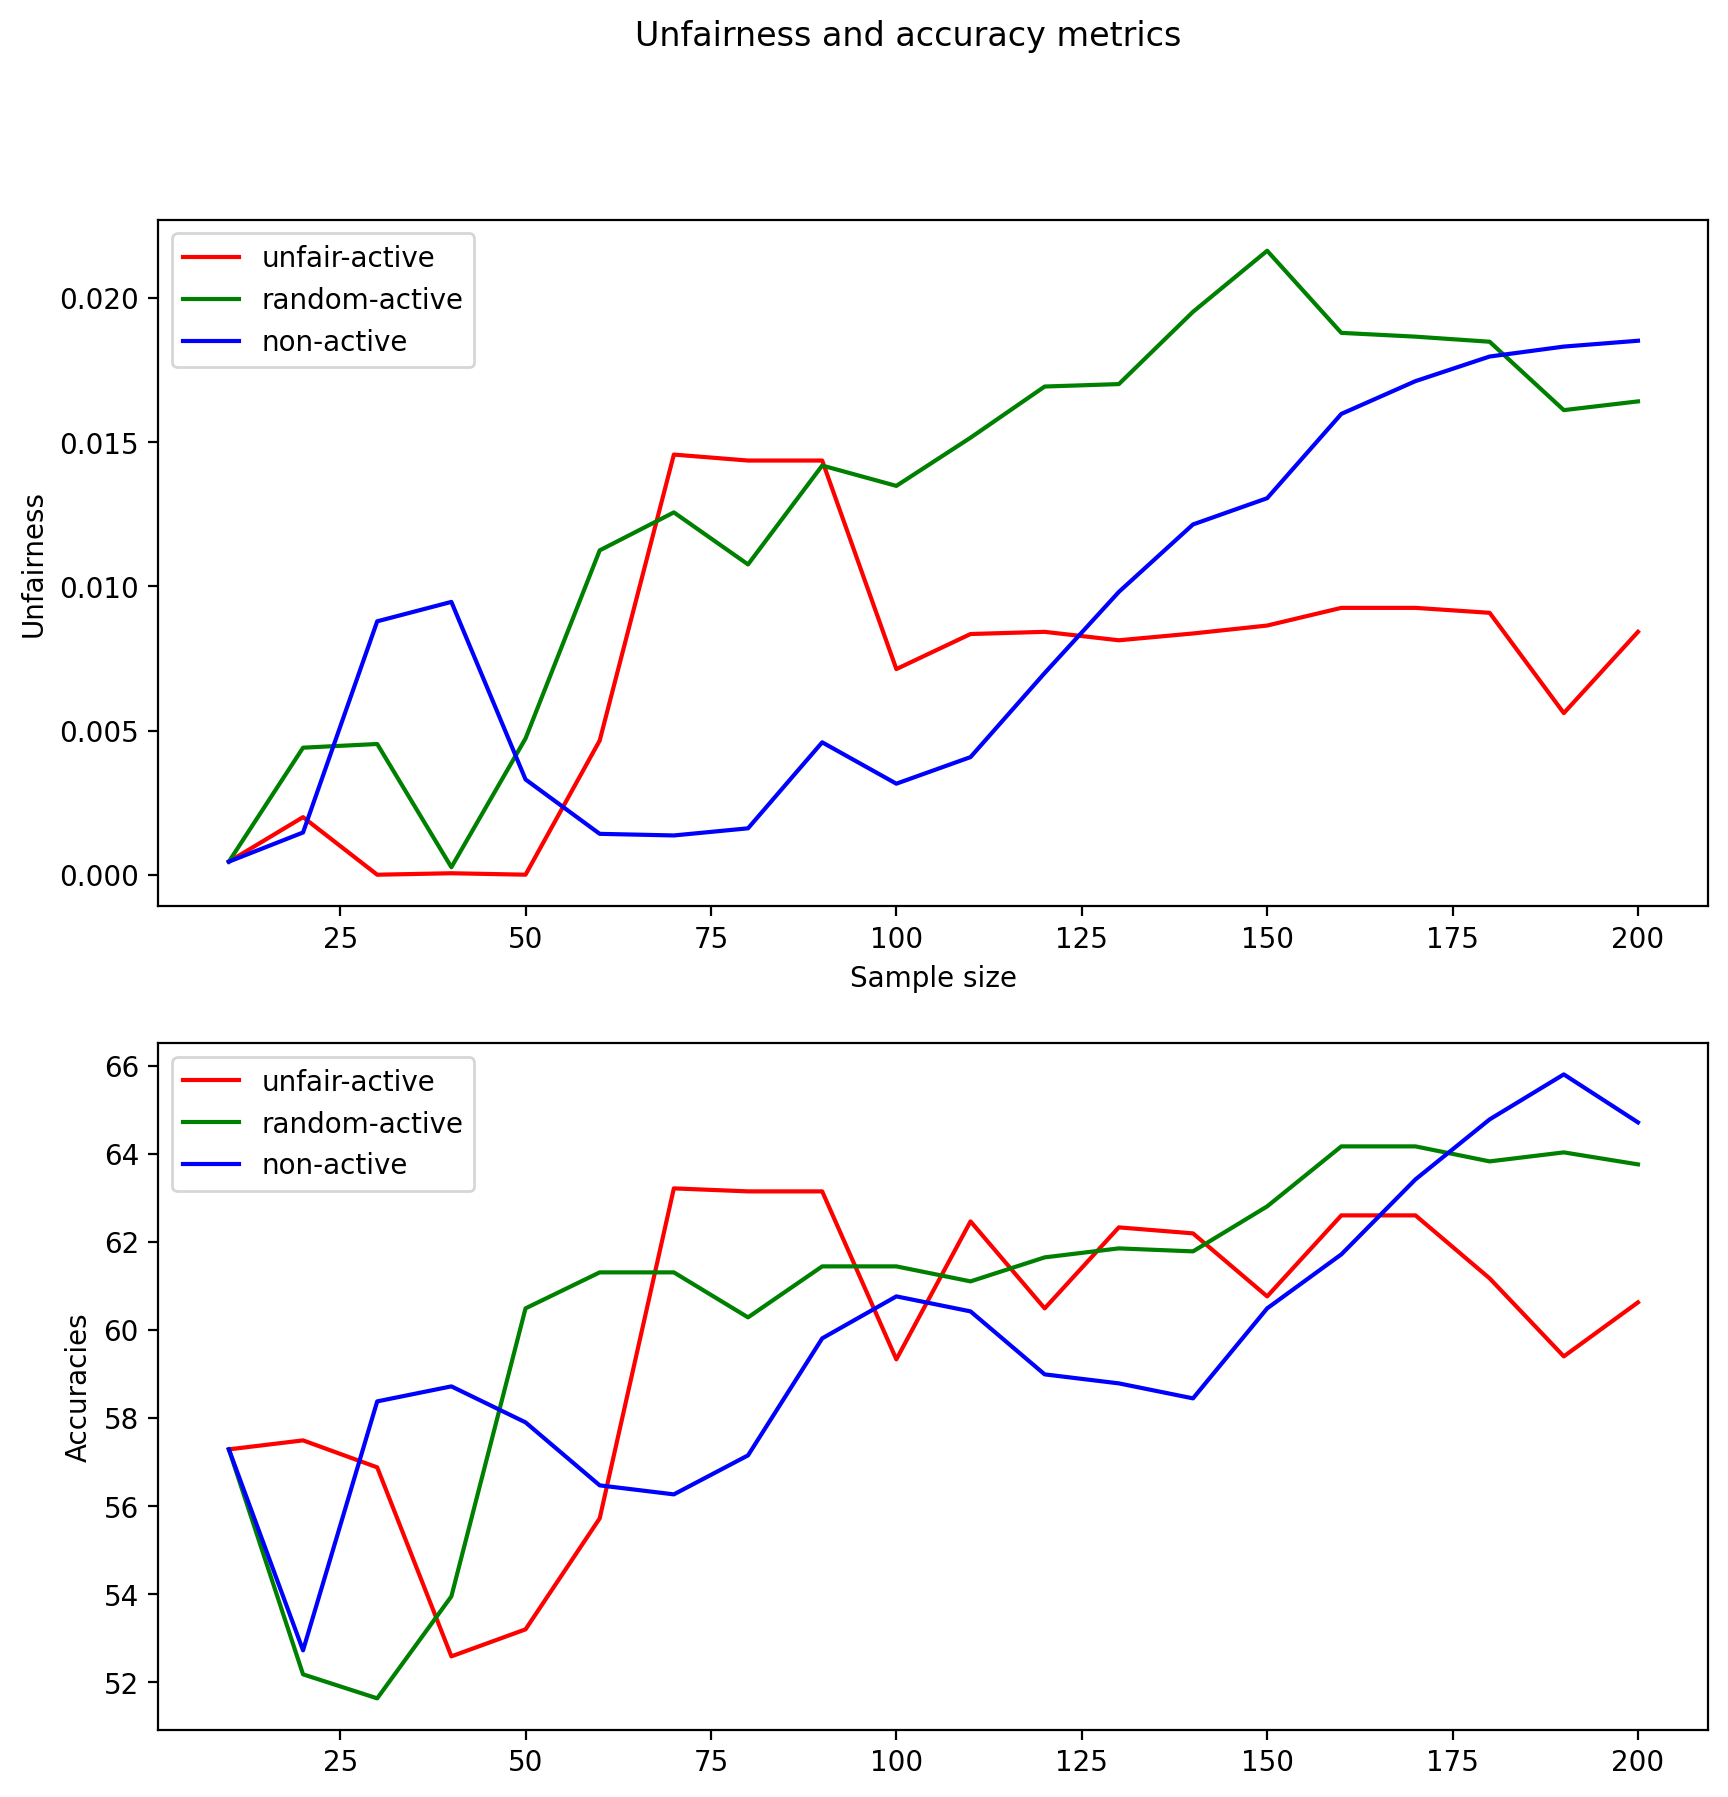 Unfairness and accuracy metrics
unfair-active
random-active
non-active
0.020
0.015
0.010
0.005
0.000
Unfairness
25 50 75 100 125 150 175 200
Sample size
unfair-active
random-active
non-active
66
64
62
60
58
56
54
52
Accuracies
25 50 75 100 125 150 175 200